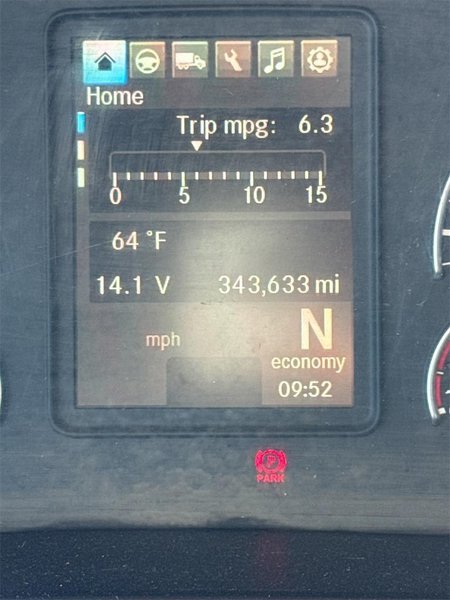 Home
Trip mpg: 6.3
0 5 10 15
64 °F
14.1 V 343,633 mi
mph N
economy
09:52
P
PARK